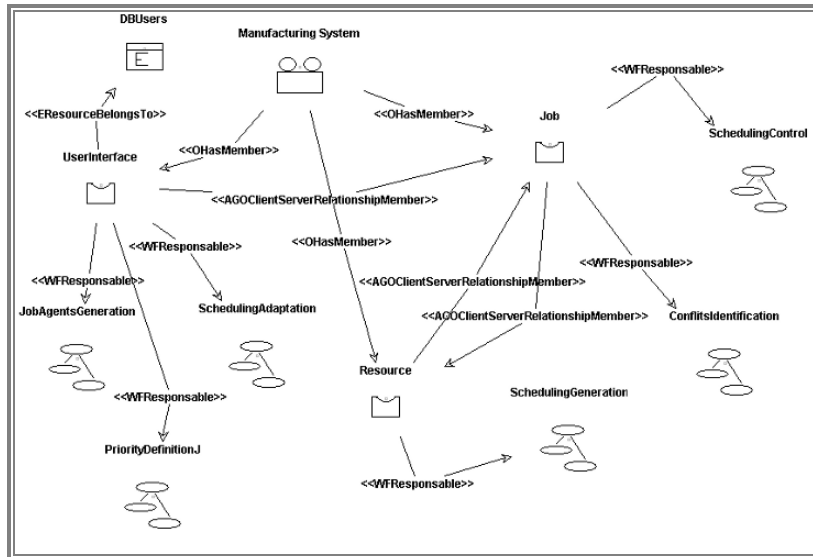 DBUsers
Manufacturing System
<<WFResponsable>>
<<EResourceBelongsTo>>
<<OHasMember>>
Job
SchedulingControl
<<OHasMember>>
UserInterface
E
<<AGOClientServerRelationshipMember>>
<<WFResponsable>>
<<OHasMember>>
<<WFResponsable>>
<<WFResponsable>>
<<AGOClientServerRelationshipMember>>
JobAgentsGeneration
SchedulingAdaptation
<<AGOClientServerRelationshipMember>>
ConflitsIdentification
Resource
SchedulingGeneration
<<WFResponsable>>
PriorityDefinitionJ
<<WFResponsable>>